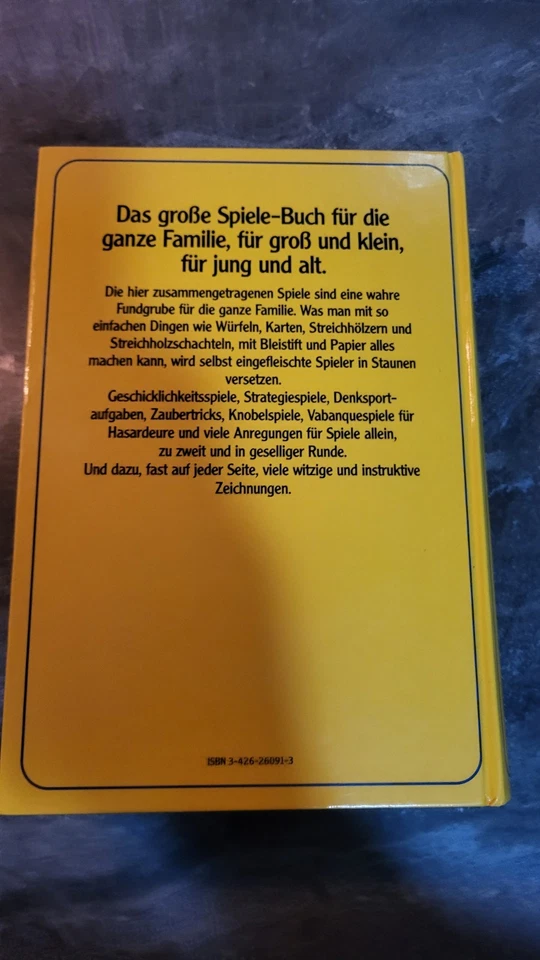 Das große Spiele-Buch für die
ganze Familie, für groß und klein,
für jung und alt.
Die hier zusammengetragenen Spiele sind eine wahre
Fundgrube für die ganze Familie. Was man mit so
einfachen Dingen wie Würfeln, Karten, Streichhölzern und
Streichholzschachteln, mit Bleistift und Papier alles
machen kann, wird selbst eingefleischte Spieler in Staunen
versetzen.
Geschicklichkeitsspiele, Strategiespiele, Denksport-
aufgaben, Zaubertricks, Knobelspiele, Vabanquespiele für
Hasardeure und viele Anregungen für Spiele allein,
zu zweit und in geselliger Runde.
Und dazu, fast auf jeder Seite, viele witzige und instruktive
Zeichnungen.
ISBN 3-426-26091-3